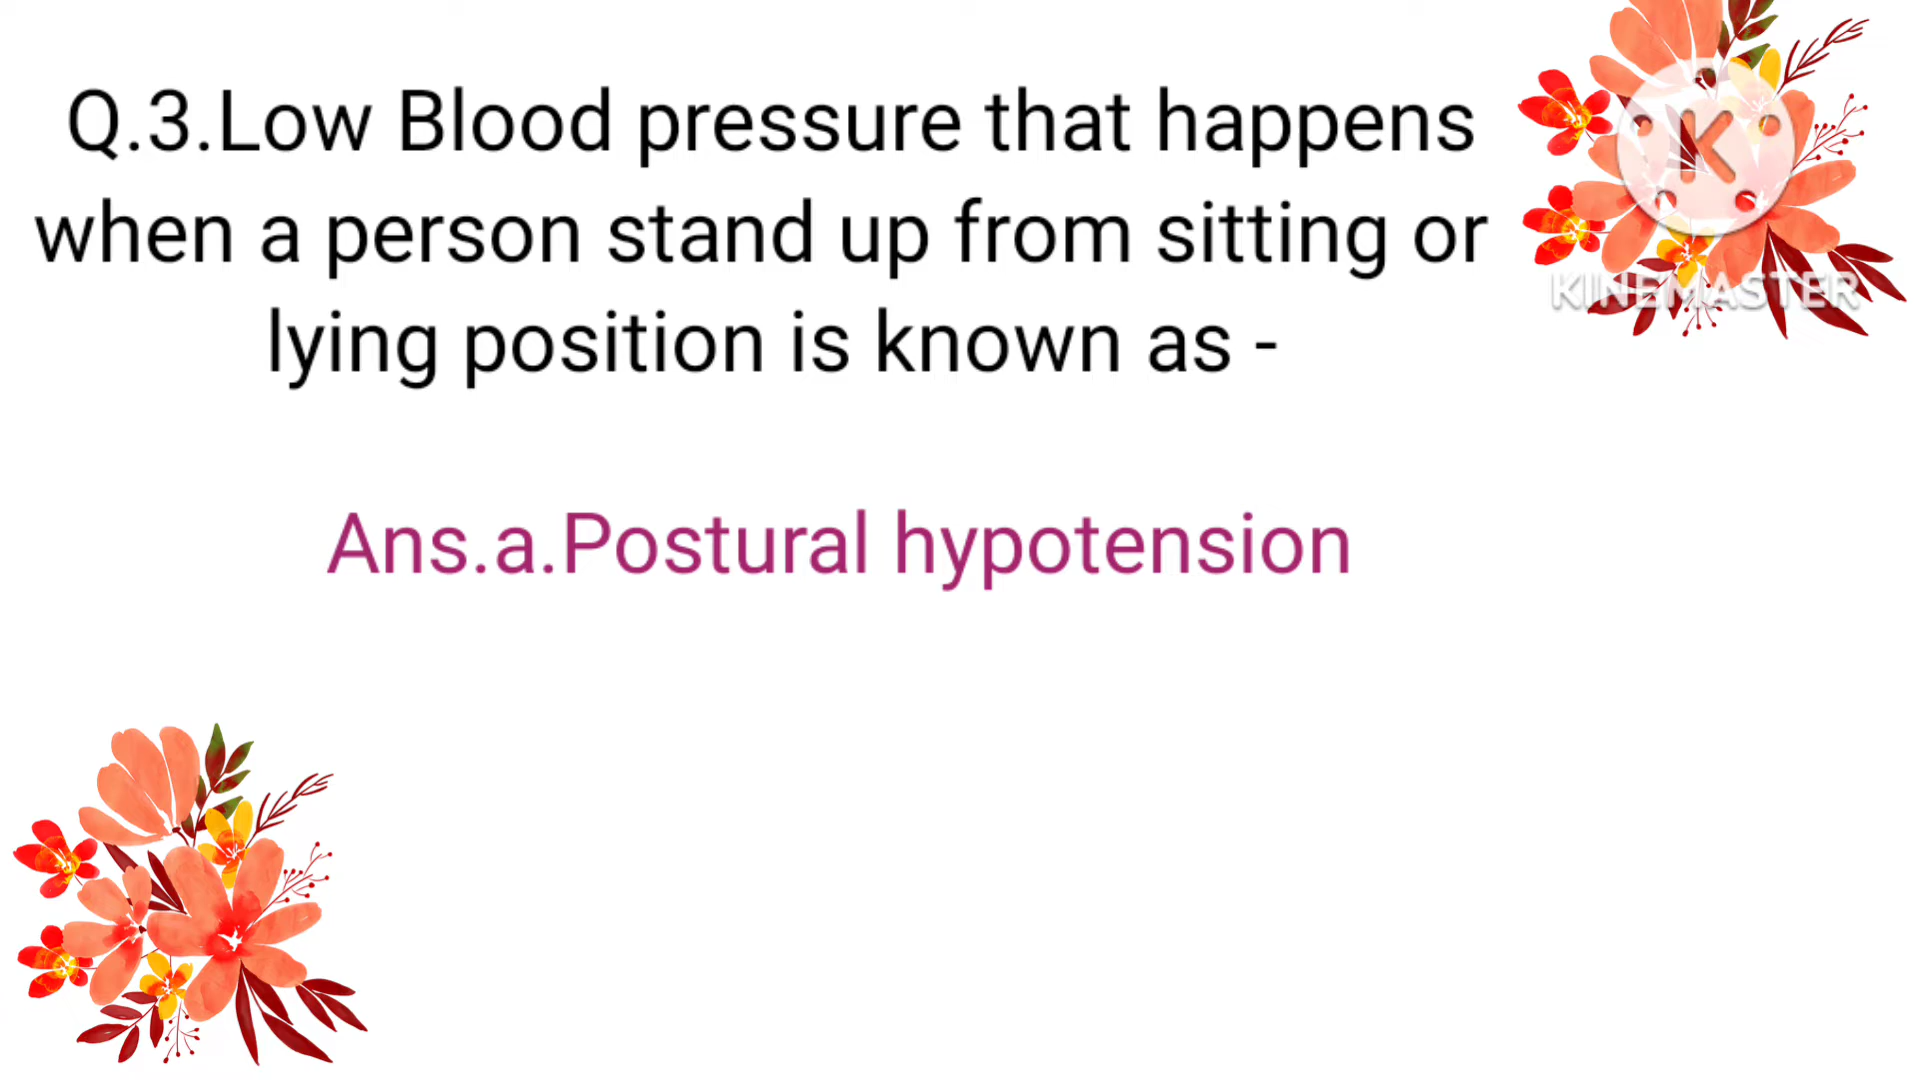 Q.3.Low Blood pressure that happens
when a person stand up from sitting or
lying position is known as -
Ans.a.Postural hypotension
K
KINEMASTER